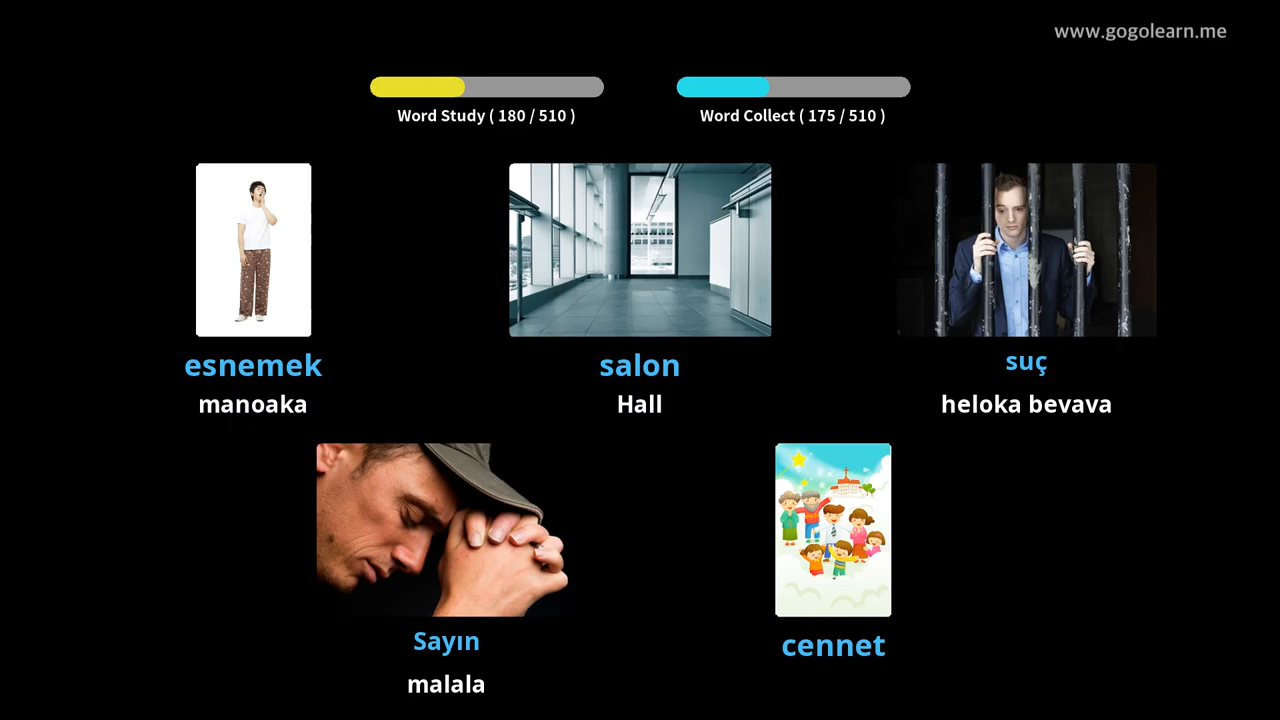 www.gogolearn.me
Word Study ( 180 / 510 )
Word Collect ( 175 / 510 )
esnemek
manoaka
salon
Hall
suç
heloka bevava
Sayın
malala
cennet